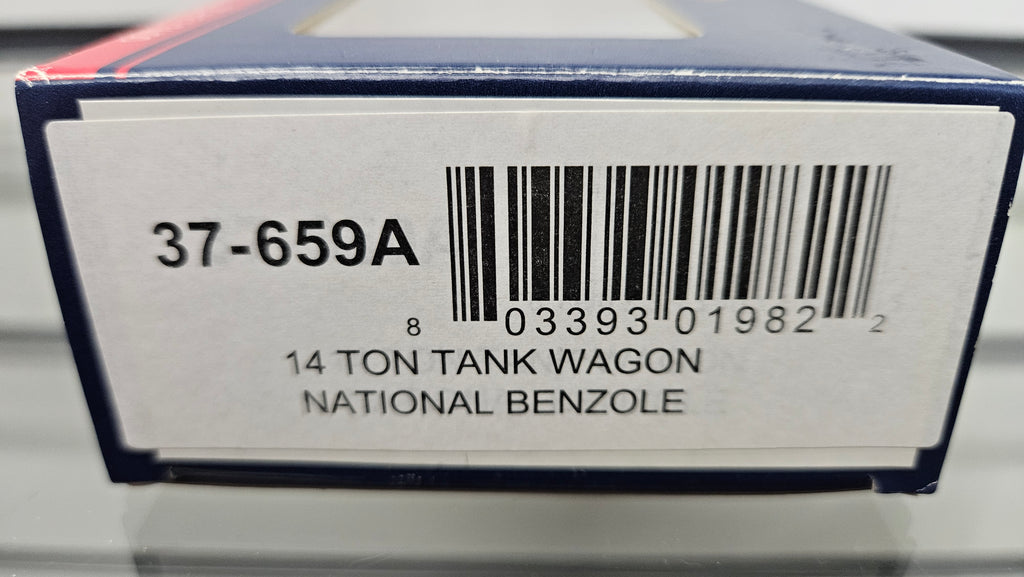 37-659A
8 03393 01982 2
14 TON TANK WAGON
NATIONAL BENZOLE